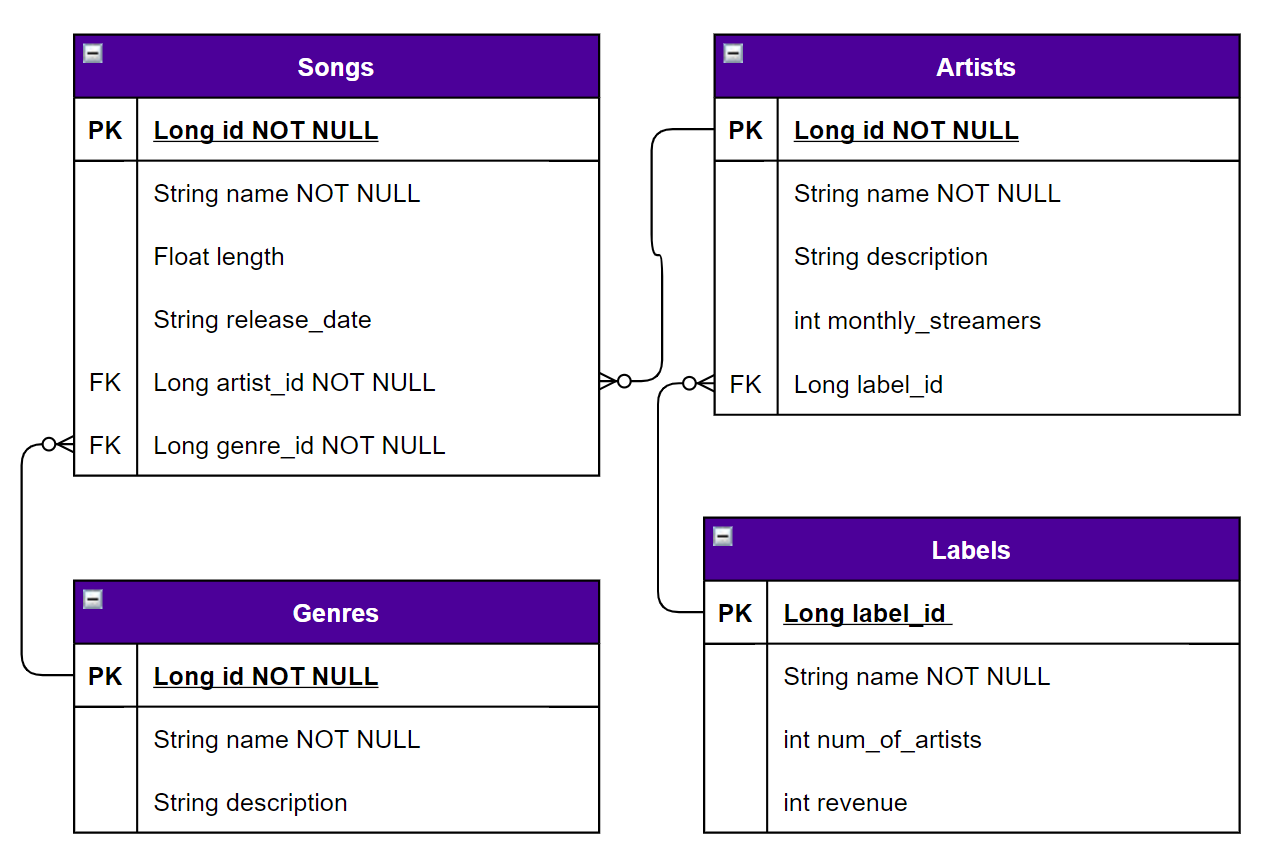 Songs
PK Long id NOT NULL
String name NOT NULL
Float length
String release_date
FK Long artist_id NOT NULL
FK Long genre_id NOT NULL
Artists
PK Long id NOT NULL
String name NOT NULL
String description
int monthly_streamers
FK Long label_id
Genres
PK Long id NOT NULL
String name NOT NULL
String description
Labels
PK Long label_id
String name NOT NULL
int num_of_artists
int revenue